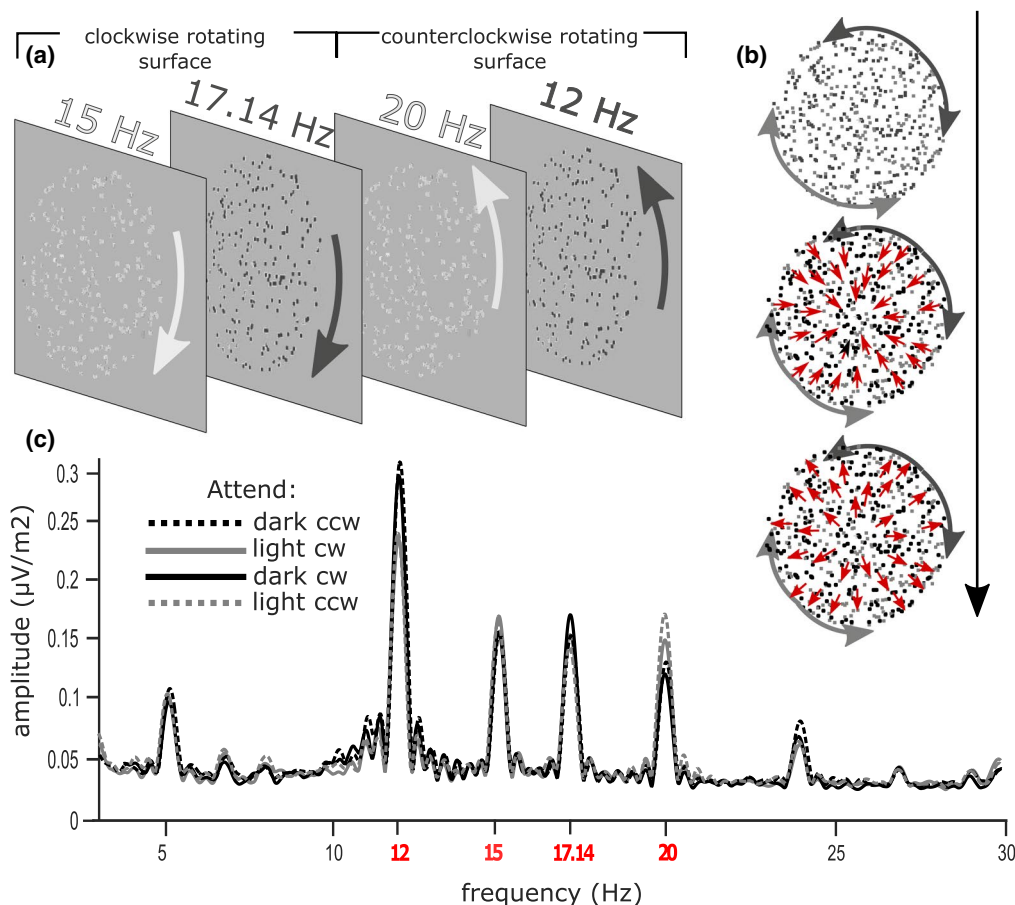 (a)
clockwise rotating
surface
counterclockwise rotating
surface
15 Hz
17.14 Hz
20 Hz
12 Hz
(b)
(c)
Attend:
dark ccw
light cw
dark cw
light ccw
amplitude (µV/m2)
0.3
0.25
0.2
0.15
0.1
0.05
0
5
10
12
15
17.14
20
25
30
frequency (Hz)